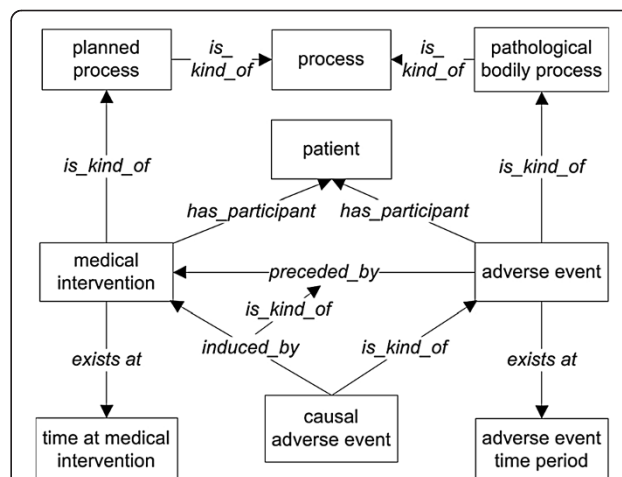 planned
process
is_
kind_of
process
is_
kind_of
pathological
bodily process
is_kind_of
patient
is_kind_of
has_participant
has_participant
medical
intervention
preceded_by
adverse event
is_kind_of
induced_by
is_kind_of
exists at
exists at
causal
adverse event
time at medical
intervention
adverse event
time period